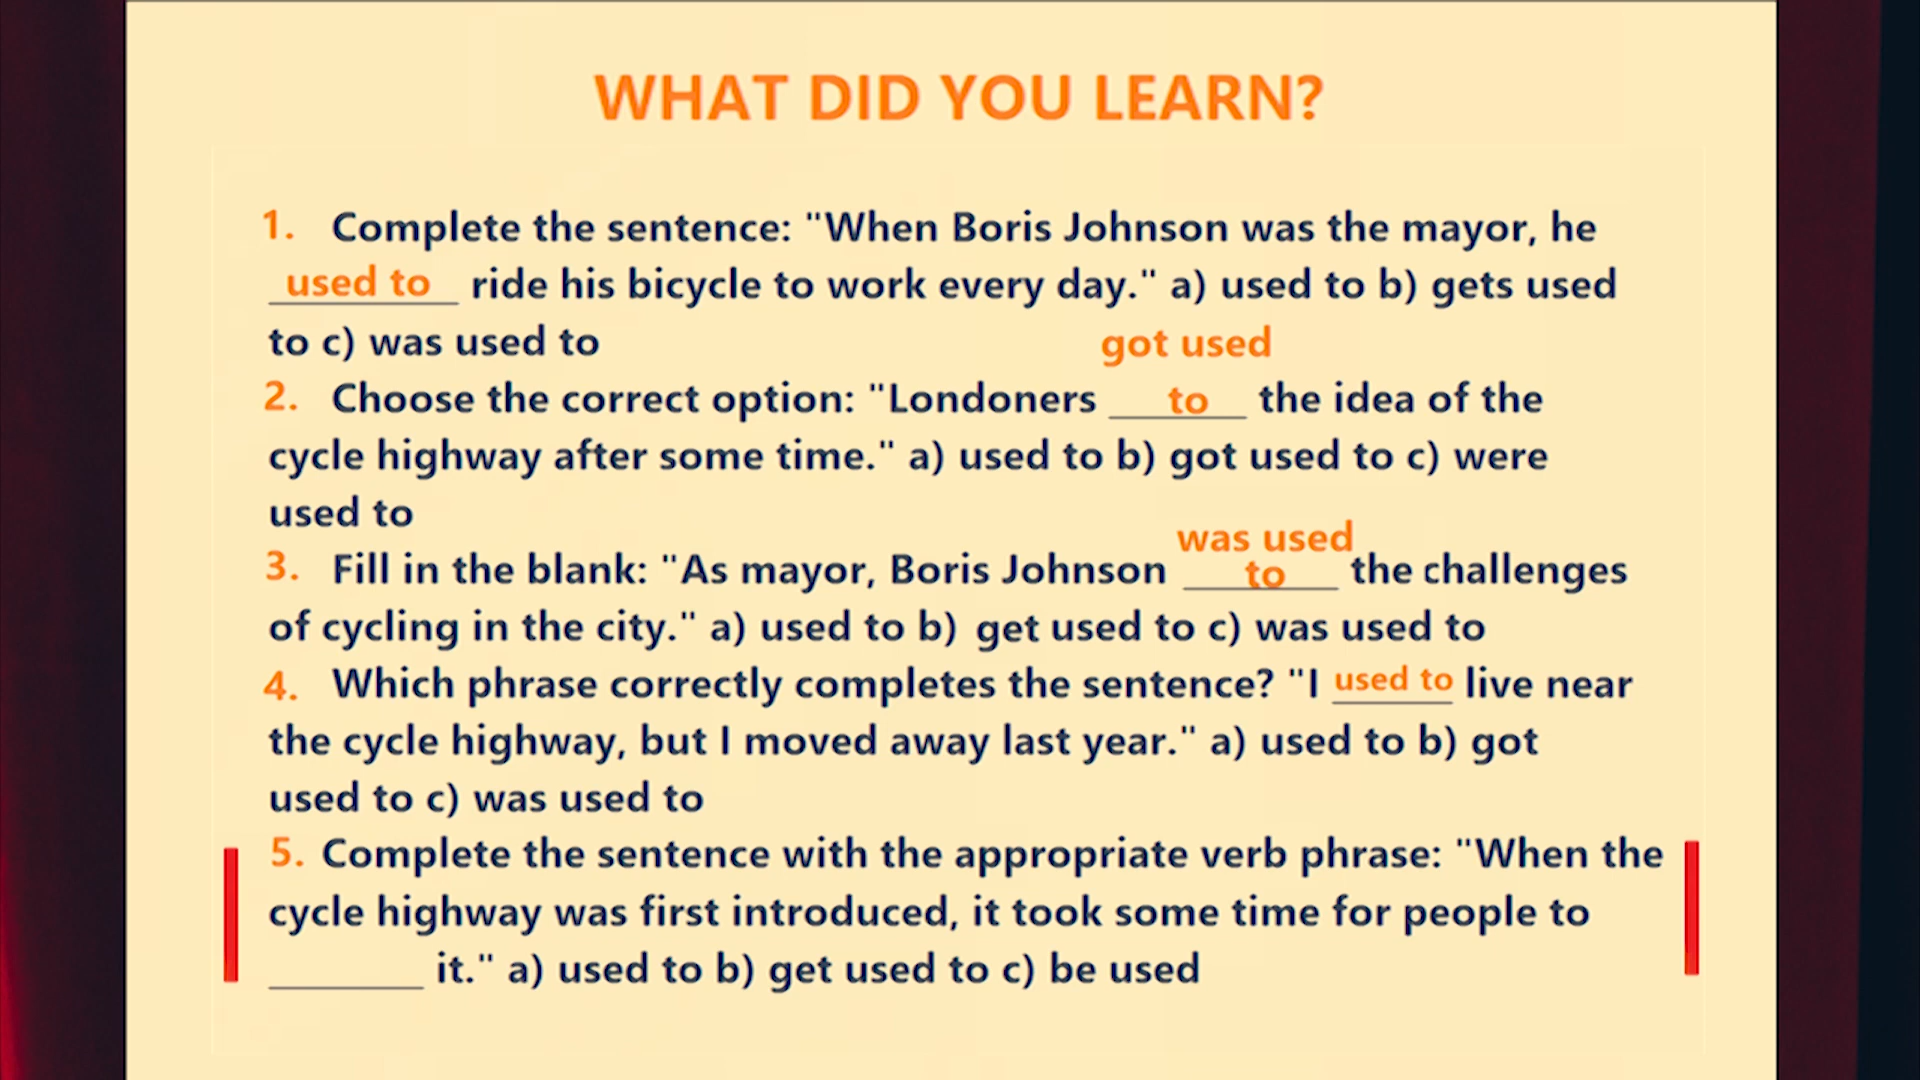 WHAT DID YOU LEARN?
1. Complete the sentence: "When Boris Johnson was the mayor, he
used to ride his bicycle to work every day." a) used to b) gets used
to c) was used to
got used
2. Choose the correct option: "Londoners to the idea of the
cycle highway after some time." a) used to b) got used to c) were
used to
was used
3. Fill in the blank: "As mayor, Boris Johnson to the challenges
of cycling in the city." a) used to b) get used to c) was used to
4. Which phrase correctly completes the sentence? "I used to live near
the cycle highway, but I moved away last year." a) used to b) got
used to c) was used to
5. Complete the sentence with the appropriate verb phrase: "When the
cycle highway was first introduced, it took some time for people to
________ it." a) used to b) get used to c) be used